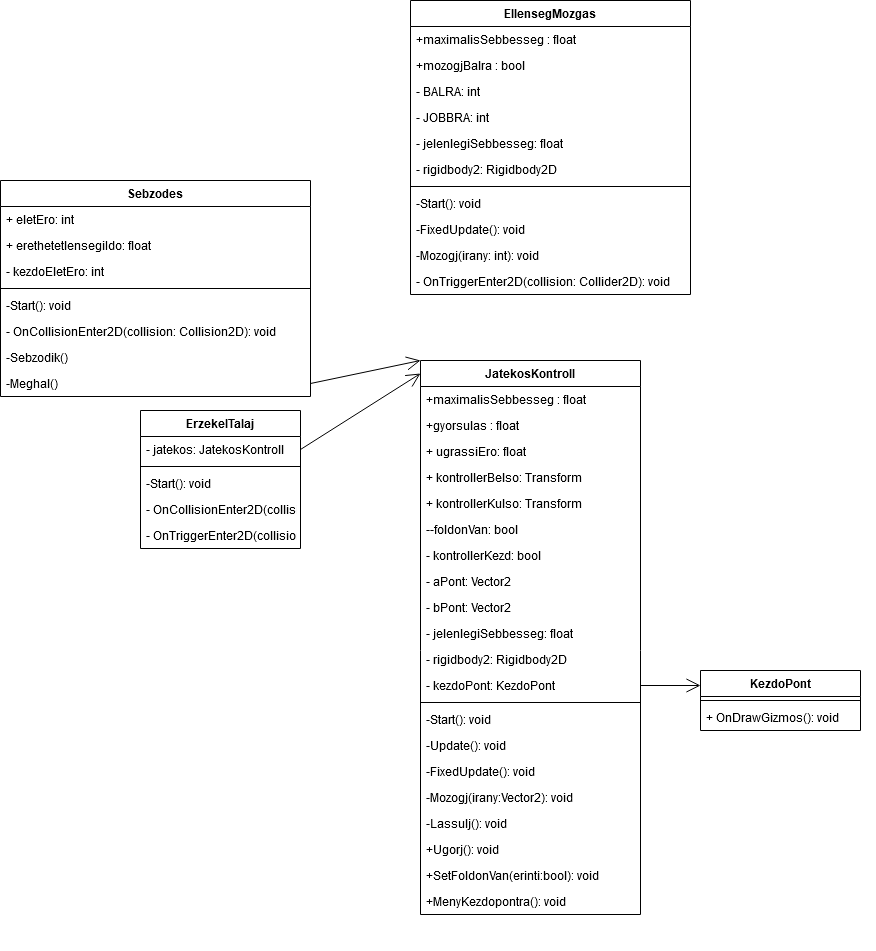 EllensegMozgas
+maximalisSebbesseg : float
+mozogjBalra : bool
- BALRA: int
- JOBBRA: int
- jelenlegiSebbesseg: float
- rigidbody2: Rigidbody2D
-Start(): void
-FixedUpdate(): void
-Mozogj(irany: int): void
- OnTriggerEnter2D(collision: Collider2D): void
Sebzodes
+ eletEro: int
+ erethetetlensegiIdo: float
- kezdoEletEro: int
-Start(): void
- OnCollisionEnter2D(collision: Collision2D): void
-Sebzodik()
-Meghal()
ErzekelTalaj
- jatekos: JatekosKontroll
-Start(): void
- OnCollisionEnter2D(collis
- OnTriggerEnter2D(collisio
JatekosKontroll
+maximalisSebbesseg : float
+gyorsulas : float
+ ugrassiEro: float
+ kontrollerBelso: Transform
+ kontrollerKulso: Transform
--foldonVan: bool
- kontrollerKezd: bool
- aPont: Vector2
- bPont: Vector2
- jelenlegiSebbesseg: float
- rigidbody2: Rigidbody2D
- kezdoPont: KezdoPont
-Start(): void
-Update(): void
-FixedUpdate(): void
-Mozogj(irany:Vector2): void
-Lassulj(): void
+Ugorj(): void
+SetFoldonVan(erinti:bool): void
+MenyKezdopontra(): void
KezdoPont
+ OnDrawGizmos(): void